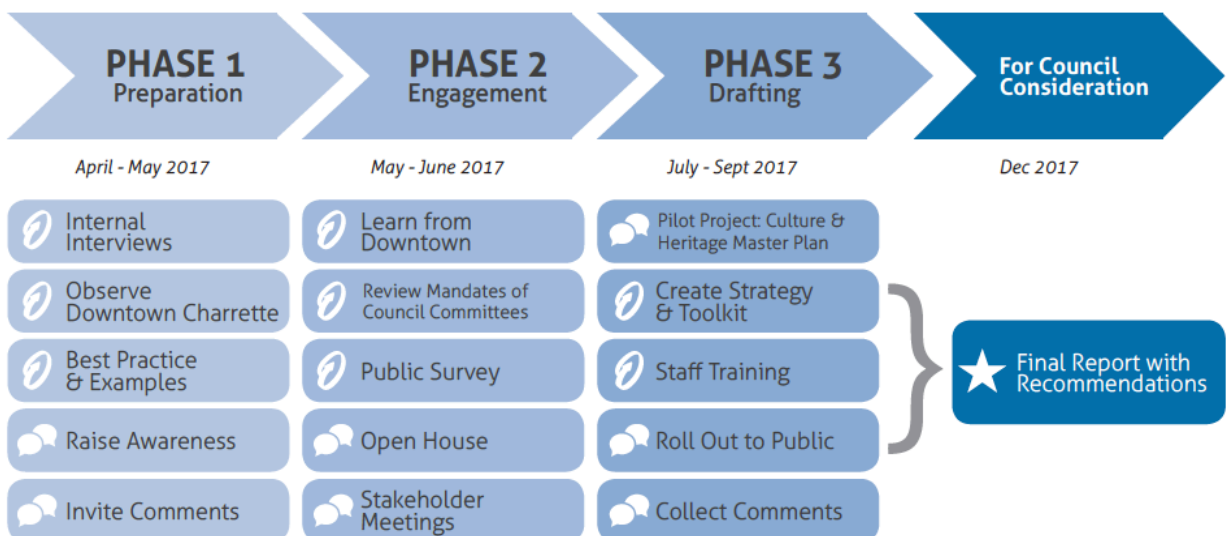 PHASE 1
Preparation
PHASE 2
Engagement
PHASE 3
Drafting
For Council
Consideration
April - May 2017
May - June 2017
July - Sept 2017
Dec 2017
Internal
Interviews
Observe
Downtown Charrette
Best Practice
& Examples
Raise Awareness
Invite Comments
Learn from
Downtown
Review Mandates of
Council Committees
Public Survey
Open House
Stakeholder
Meetings
Pilot Project: Culture &
Heritage Master Plan
Create Strategy
& Toolkit
Staff Training
Roll Out to Public
Collect Comments
Final Report with
Recommendations